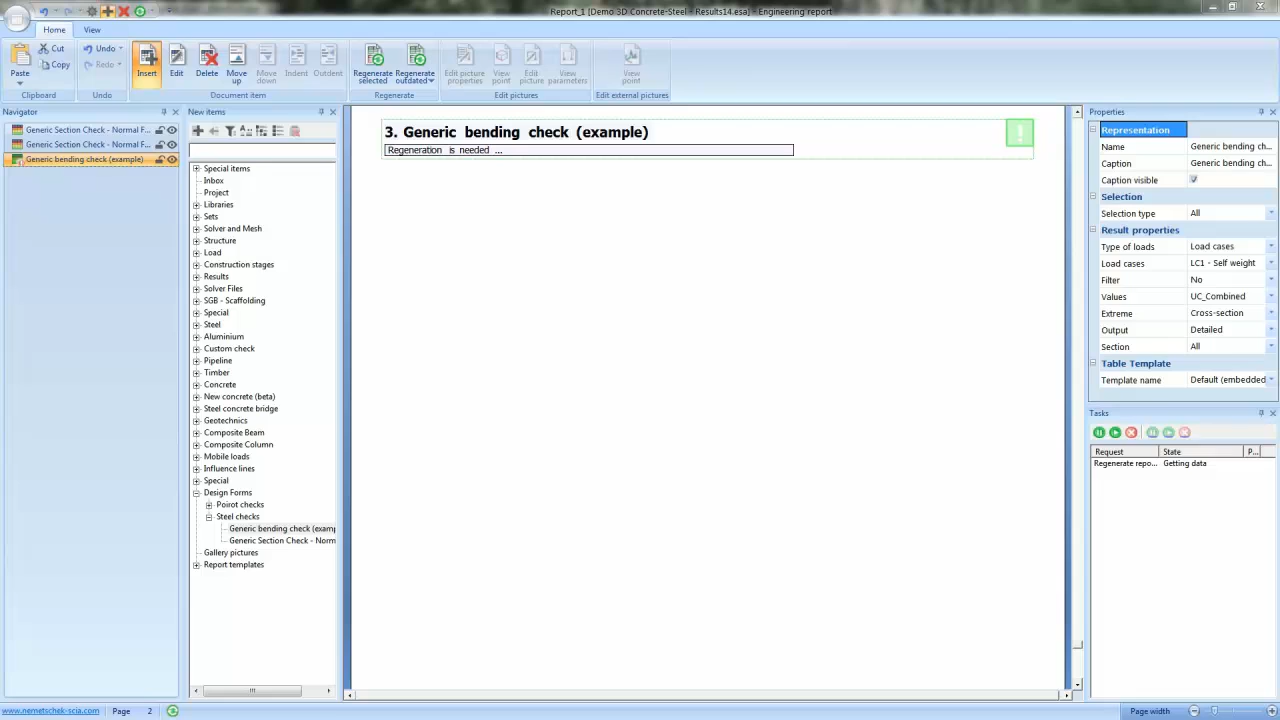 Report_1 [Demo 3D Concrete-Steel - Results14.esa] - Engineering report
Home
View
Paste
Cut
Copy
Clipboard
Undo
Redo
Undo
Insert
Edit
Delete
Move up
Move down
Indent
Outdent
Document item
Regenerate selected
Regenerate outdated
Regenerate
Edit picture properties
View point
Edit picture
View parameters
Edit pictures
View point
Edit external pictures
Navigator
Generic Section Check - Normal F...
Generic Section Check - Normal F...
Generic bending check (example)
New items
Special items
Inbox
Project
Libraries
Sets
Solver and Mesh
Structure
Load
Construction stages
Results
Solver Files
SGB - Scaffolding
Special
Steel
Aluminium
Custom check
Pipeline
Timber
Concrete
New concrete (beta)
Steel concrete bridge
Geotechnics
Composite Beam
Composite Column
Mobile loads
Influence lines
Special
Design Forms
Poirot checks
Steel checks
Generic bending check (examp
Generic Section Check - Norm
Gallery pictures
Report templates
3. Generic bending check (example)
Regeneration is needed ...
!
Properties
Representation
Name Generic bending ch...
Caption Generic bending ch...
Caption visible
Selection
Selection type All
Result properties
Type of loads Load cases
Load cases LC1 - Self weight
Filter No
Values UC_Combined
Extreme Cross-section
Output Detailed
Section All
Table Template
Template name Default (embedded
Tasks
Request State P...
Regenerate repo... Getting data
www.nemetschek-scia.com Page 2 Page width